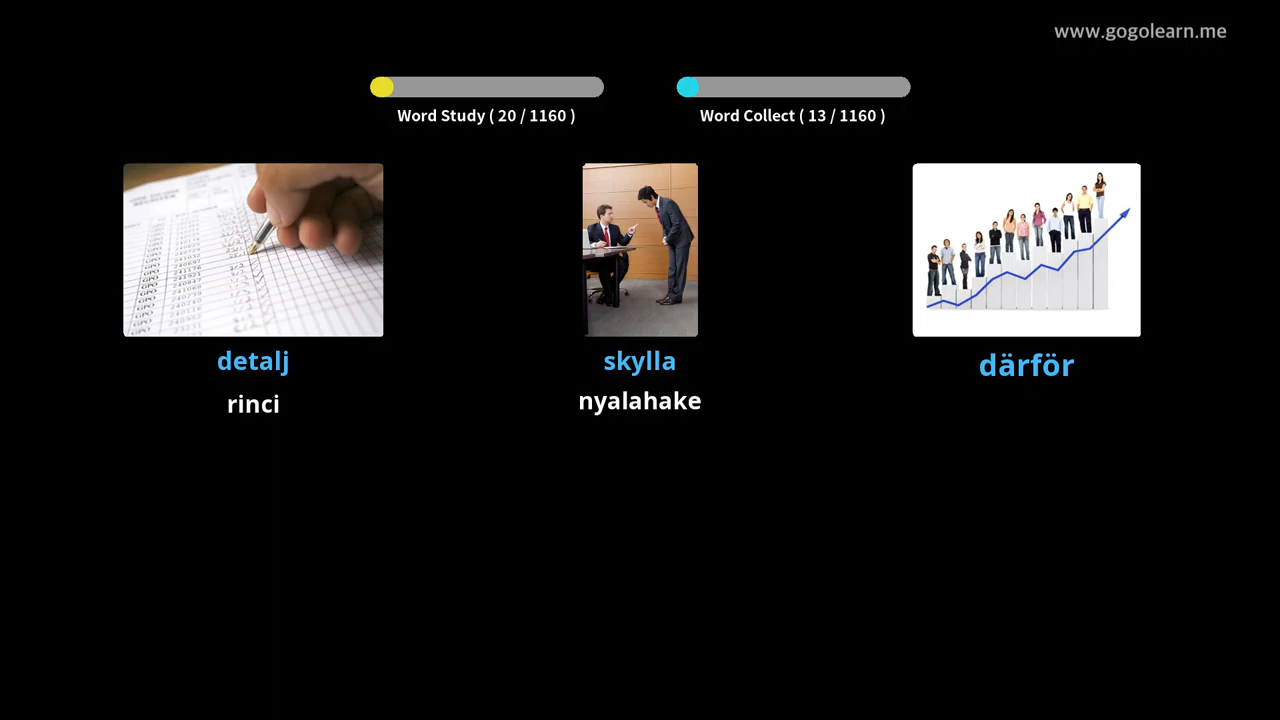 www.gogolearn.me
Word Study ( 20 / 1160 )
Word Collect ( 13 / 1160 )
detalj
skylla
därför
rinci
nyalahake